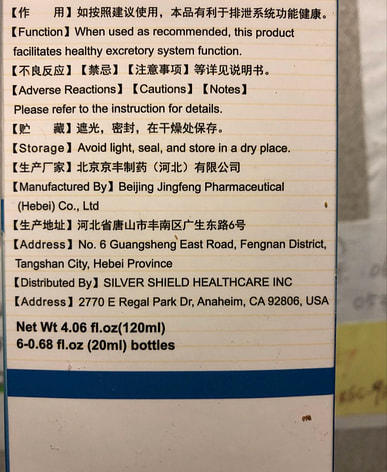 【作　　用】如按照建议使用，本品有利于排泄系统功能健康。
【Function】When used as recommended, this product
facilitates healthy excretory system function.
【不良反应】【禁忌】【注意事项】等详见说明书。
【Adverse Reactions】【Cautions】【Notes】
Please refer to the instruction for details.
【贮　　藏】遮光，密封，在干燥处保存。
【Storage】Avoid light, seal, and store in a dry place.
【生产厂家】北京京丰制药（河北）有限公司
【Manufactured By】Beijing Jingfeng Pharmaceutical
(Hebei) Co., Ltd
【生产地址】河北省唐山市丰南区广生东路6号
【Address】No. 6 Guangsheng East Road, Fengnan District,
Tangshan City, Hebei Province
【Distributed By】SILVER SHIELD HEALTHCARE INC
【Address】2770 E Regal Park Dr, Anaheim, CA 92806, USA
Net Wt 4.06 fl.oz(120ml)
6-0.68 fl.oz (20ml) bottles